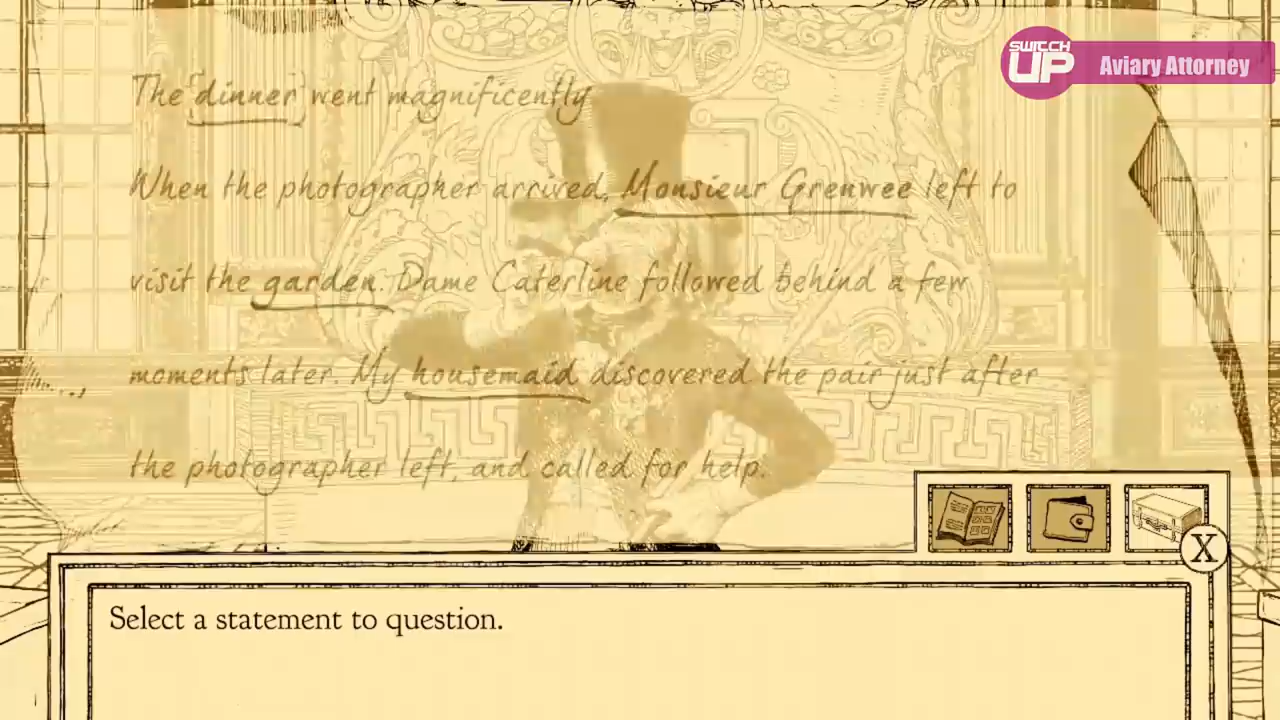 SWITCH
UP
Aviary Attorney
The dinner went magnificently
When the photographer arrived, Monsieur Grenwee left to
visit the garden. Dame Caterline followed behind a few
moments later. My housemaid discovered the pair just after
the photographer left, and called for help.
X
Select a statement to question.